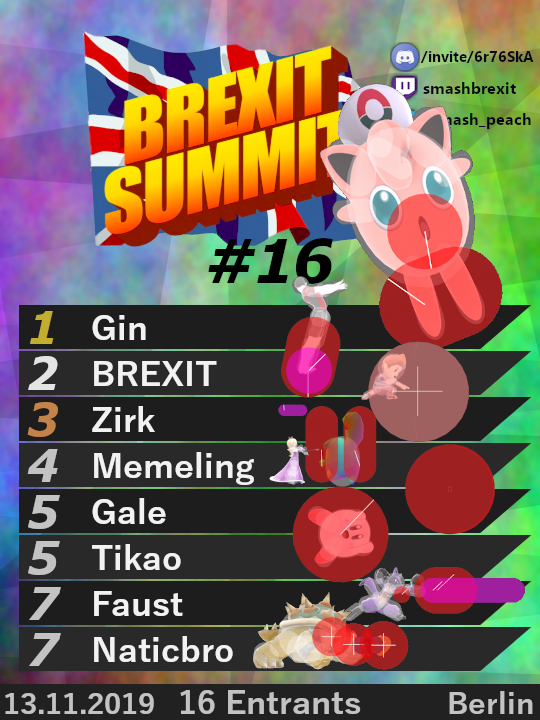 BREXIT
SUMMIT
#16
/invite/6r76SkA
smashbrexit
mash_peach
1 Gin
2 BREXIT
3 Zirk
4 Memeling
5 Gale
5 Tikao
7 Faust
7 Naticbro
13.11.2019 16 Entrants Berlin